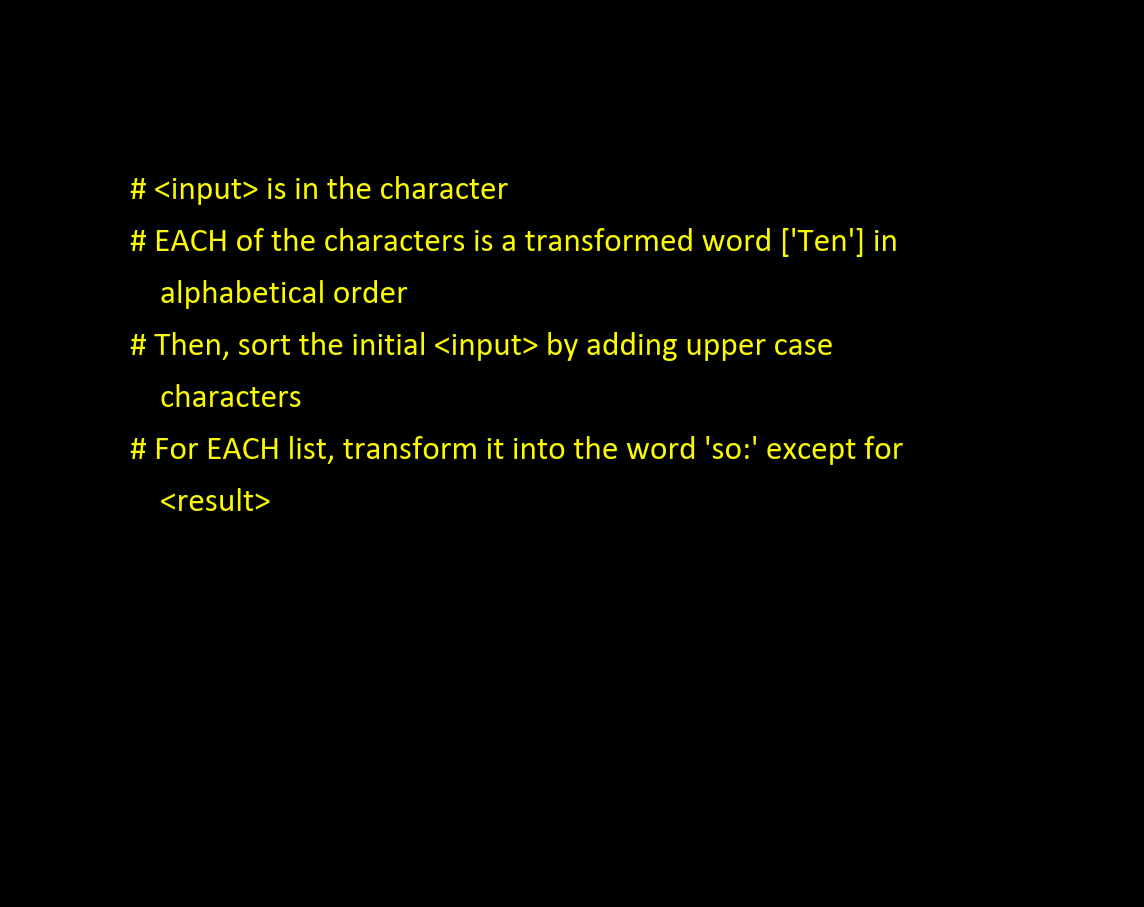 # <input> is in the character
# EACH of the characters is a transformed word ['Ten'] in
alphabetical order
# Then, sort the initial <input> by adding upper case
characters
# For EACH list, transform it into the word 'so:' except for
<result>